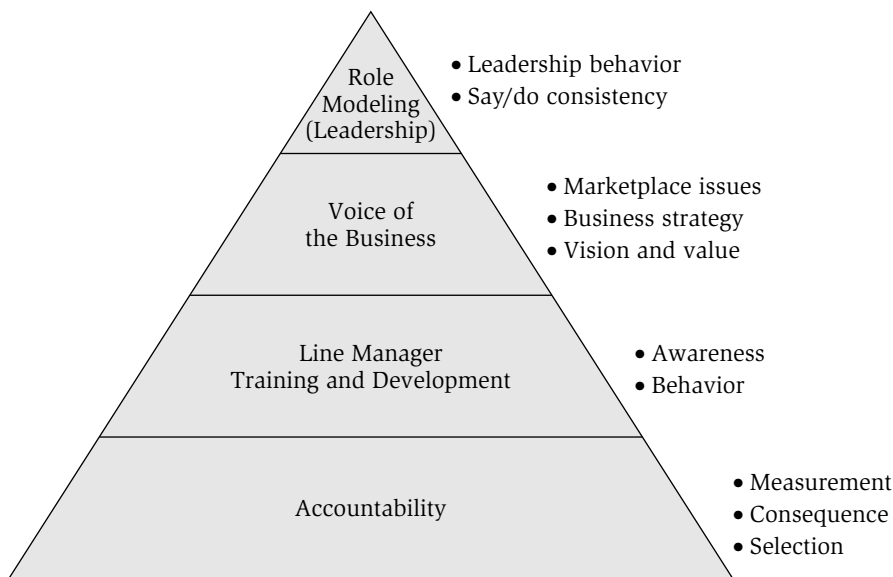 Role
Modeling
(Leadership)
• Leadership behavior
• Say/do consistency
Voice of
the Business
• Marketplace issues
• Business strategy
• Vision and value
Line Manager
Training and Development
• Awareness
• Behavior
Accountability
• Measurement
• Consequence
• Selection